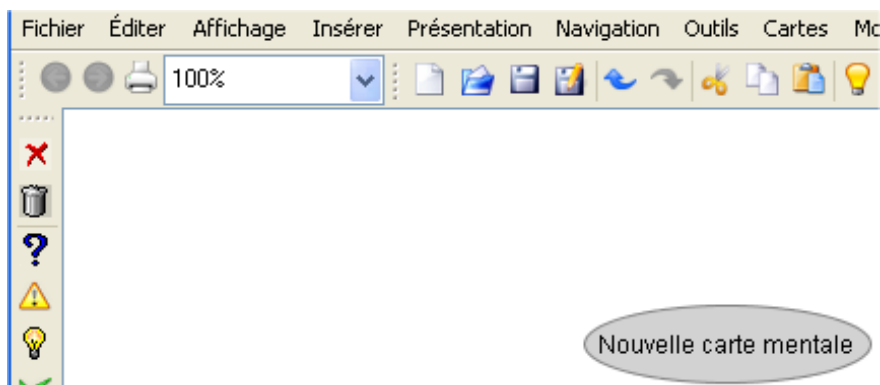 Fichier Éditer Affichage Insérer Présentation Navigation Outils Cartes
100%
Nouvelle carte mentale